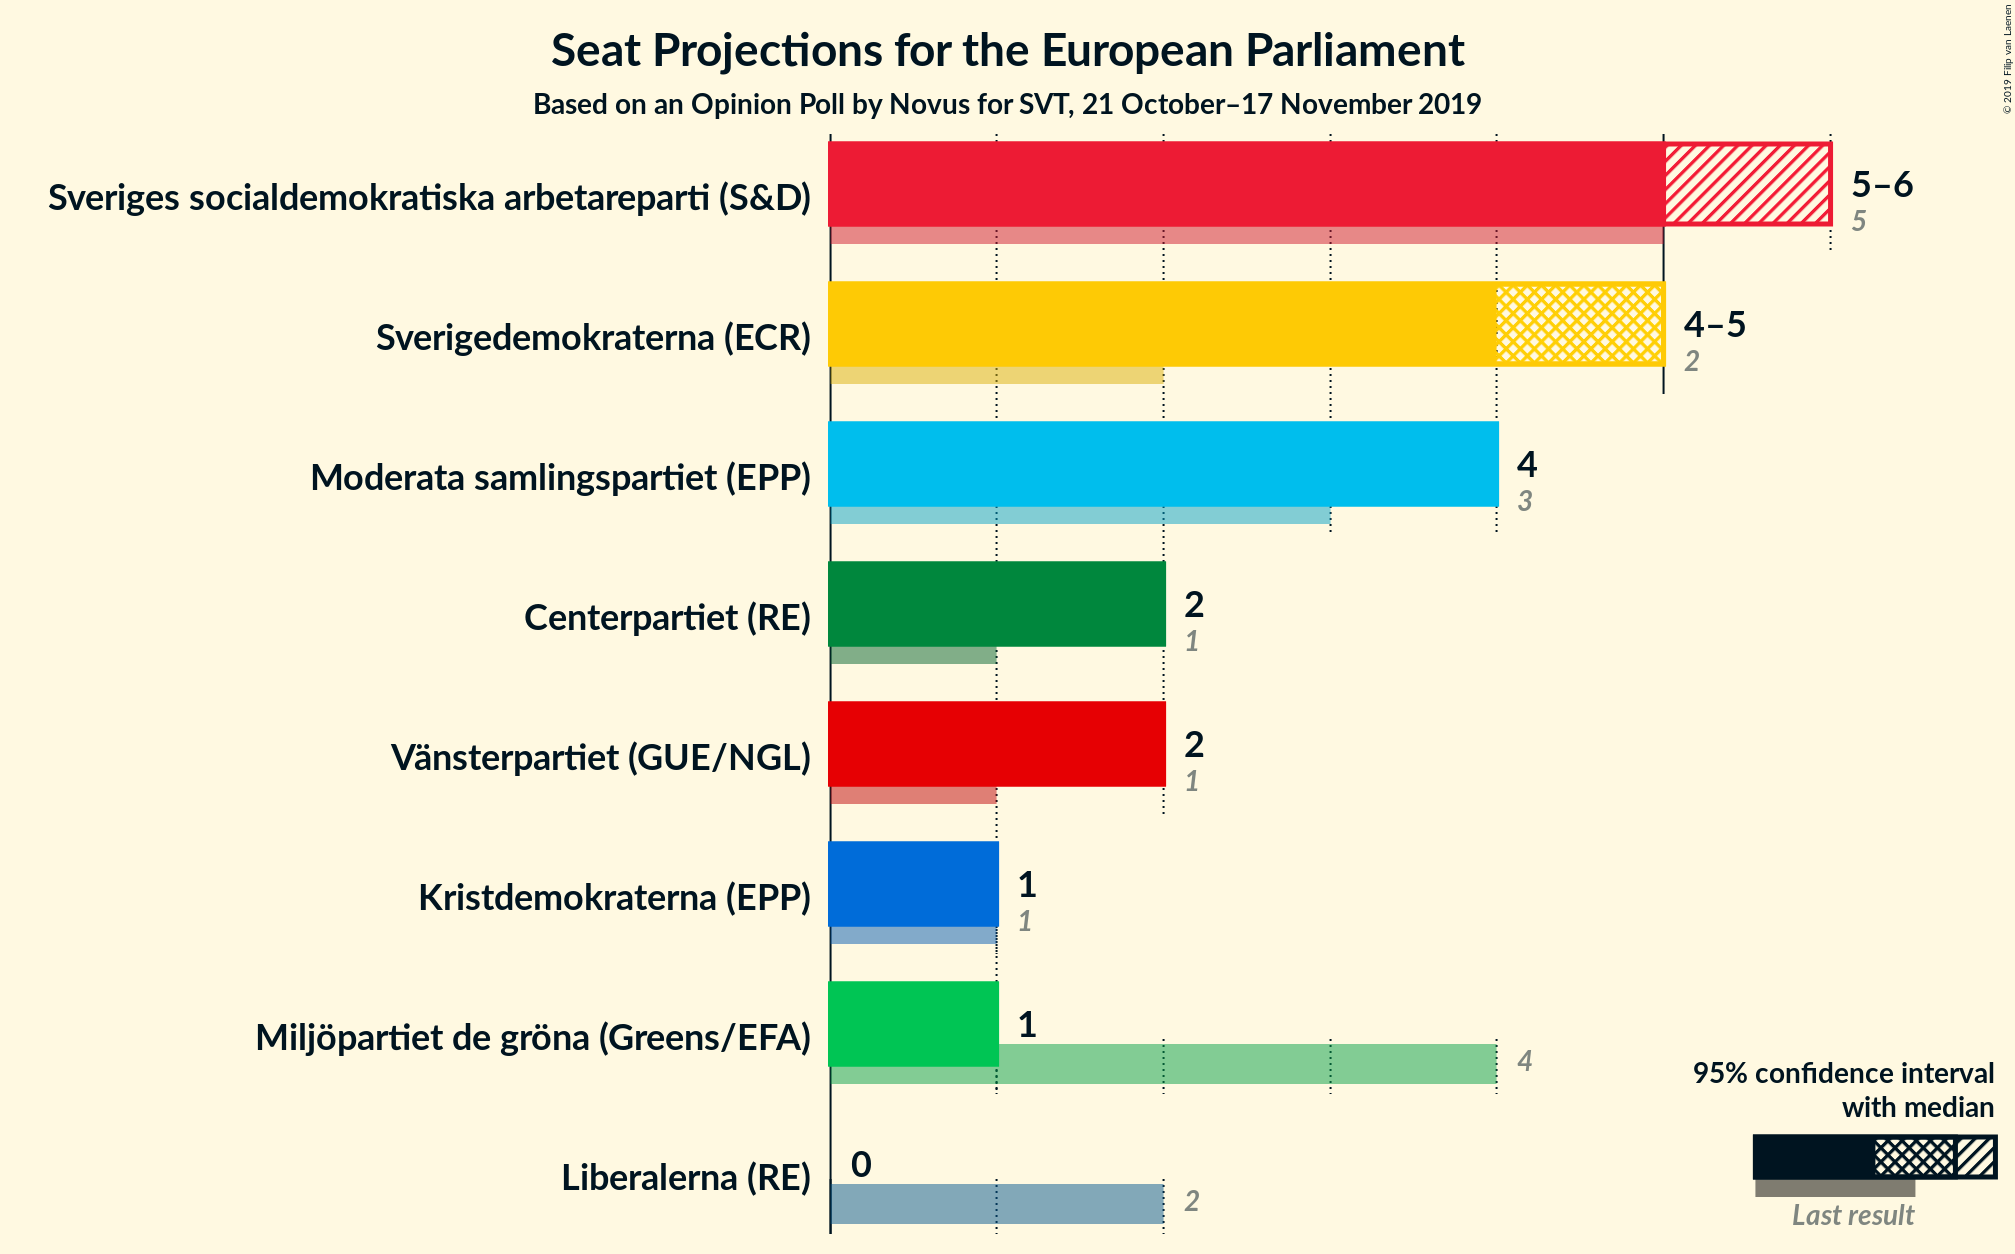 Seat Projections for the European Parliament
Based on an Opinion Poll by Novus for SVT, 21 October–17 November 2019
© 2019 Filip van Laenen
Sveriges socialdemokratiska arbetareparti (S&D)
5–6
5
Sverigedemokraterna (ECR)
4–5
2
Moderata samlingspartiet (EPP)
4
3
Centerpartiet (RE)
2
1
Vänsterpartiet (GUE/NGL)
2
1
Kristdemokraterna (EPP)
1
1
Miljöpartiet de gröna (Greens/EFA)
1
4
Liberalerna (RE)
0
2
95% confidence interval
with median
Last result